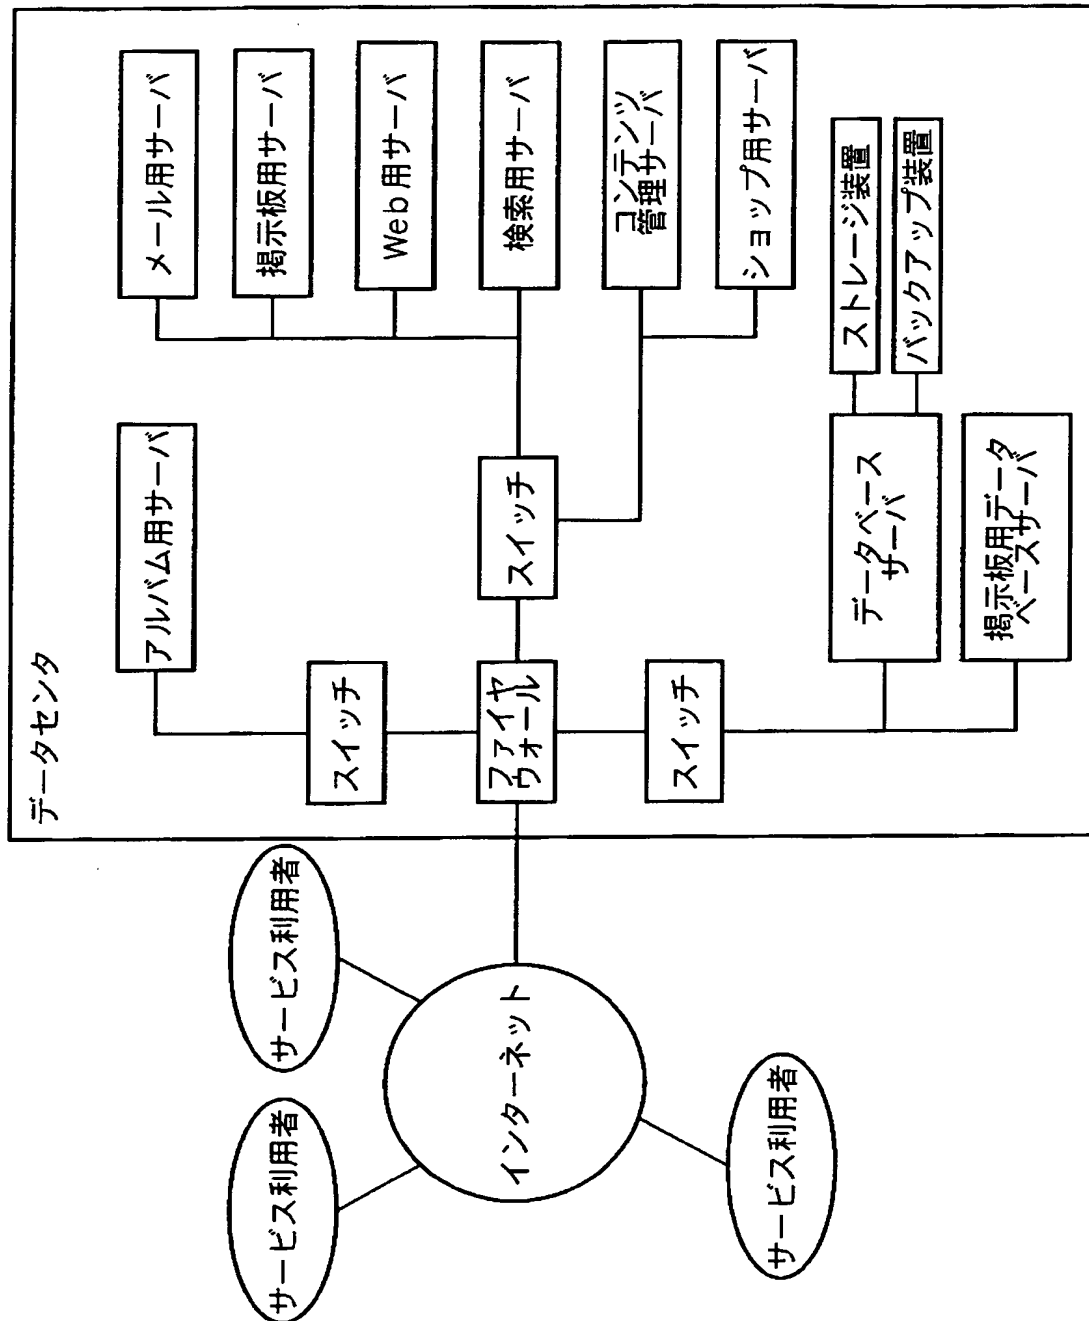 データセンタ
アルバム用サーバ
メール用サーバ
掲示板用サーバ
Web用サーバ
検索用サーバ
コンテンツ
管理サーバ
ショップ用サーバ
スイッチ
スイッチ
ファイヤ
ウォール
スイッチ
ストレージ装置
バックアップ装置
データベース
サーバ
掲示板用データ
ベースサーバ
サービス利用者
サービス利用者
インターネット
サービス利用者